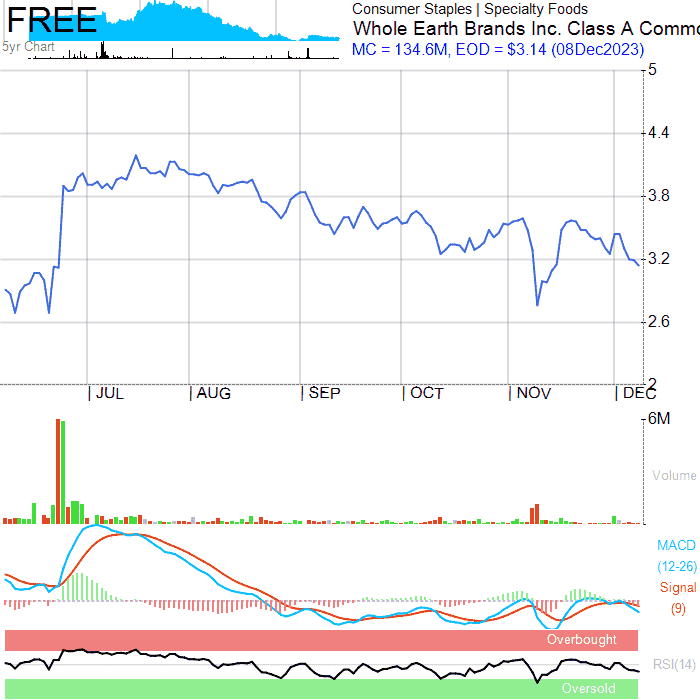 FREE
5yr Chart
Consumer Staples | Specialty Foods
Whole Earth Brands Inc. Class A Commo
MC = 134.6M, EOD = $3.14 (08Dec2023)
5
4.4
3.8
3.2
2.6
2
JUL AUG SEP OCT NOV DEC
6M
Volume
MACD
(12-26)
Signal
(9)
Overbought
RSI(14)
Oversold